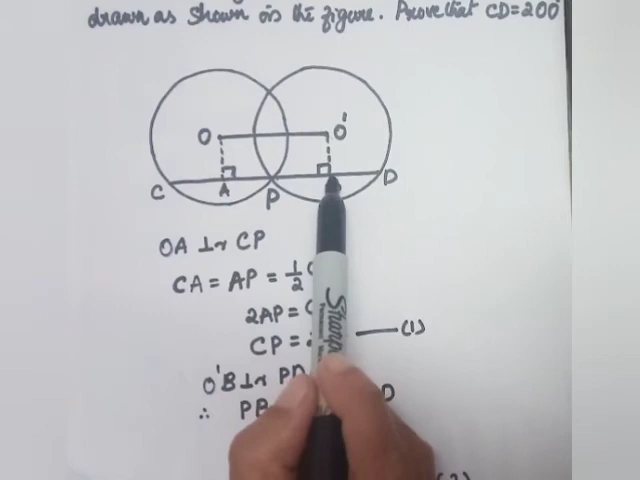 drawn as shown in the figure. Prove that CD=2OO'
O O'
C A P D
OA ⊥r CP
CA = AP = 1/2
2AP =
CP = (1)
O'B ⊥r PD
∴ PB D
Sharpie